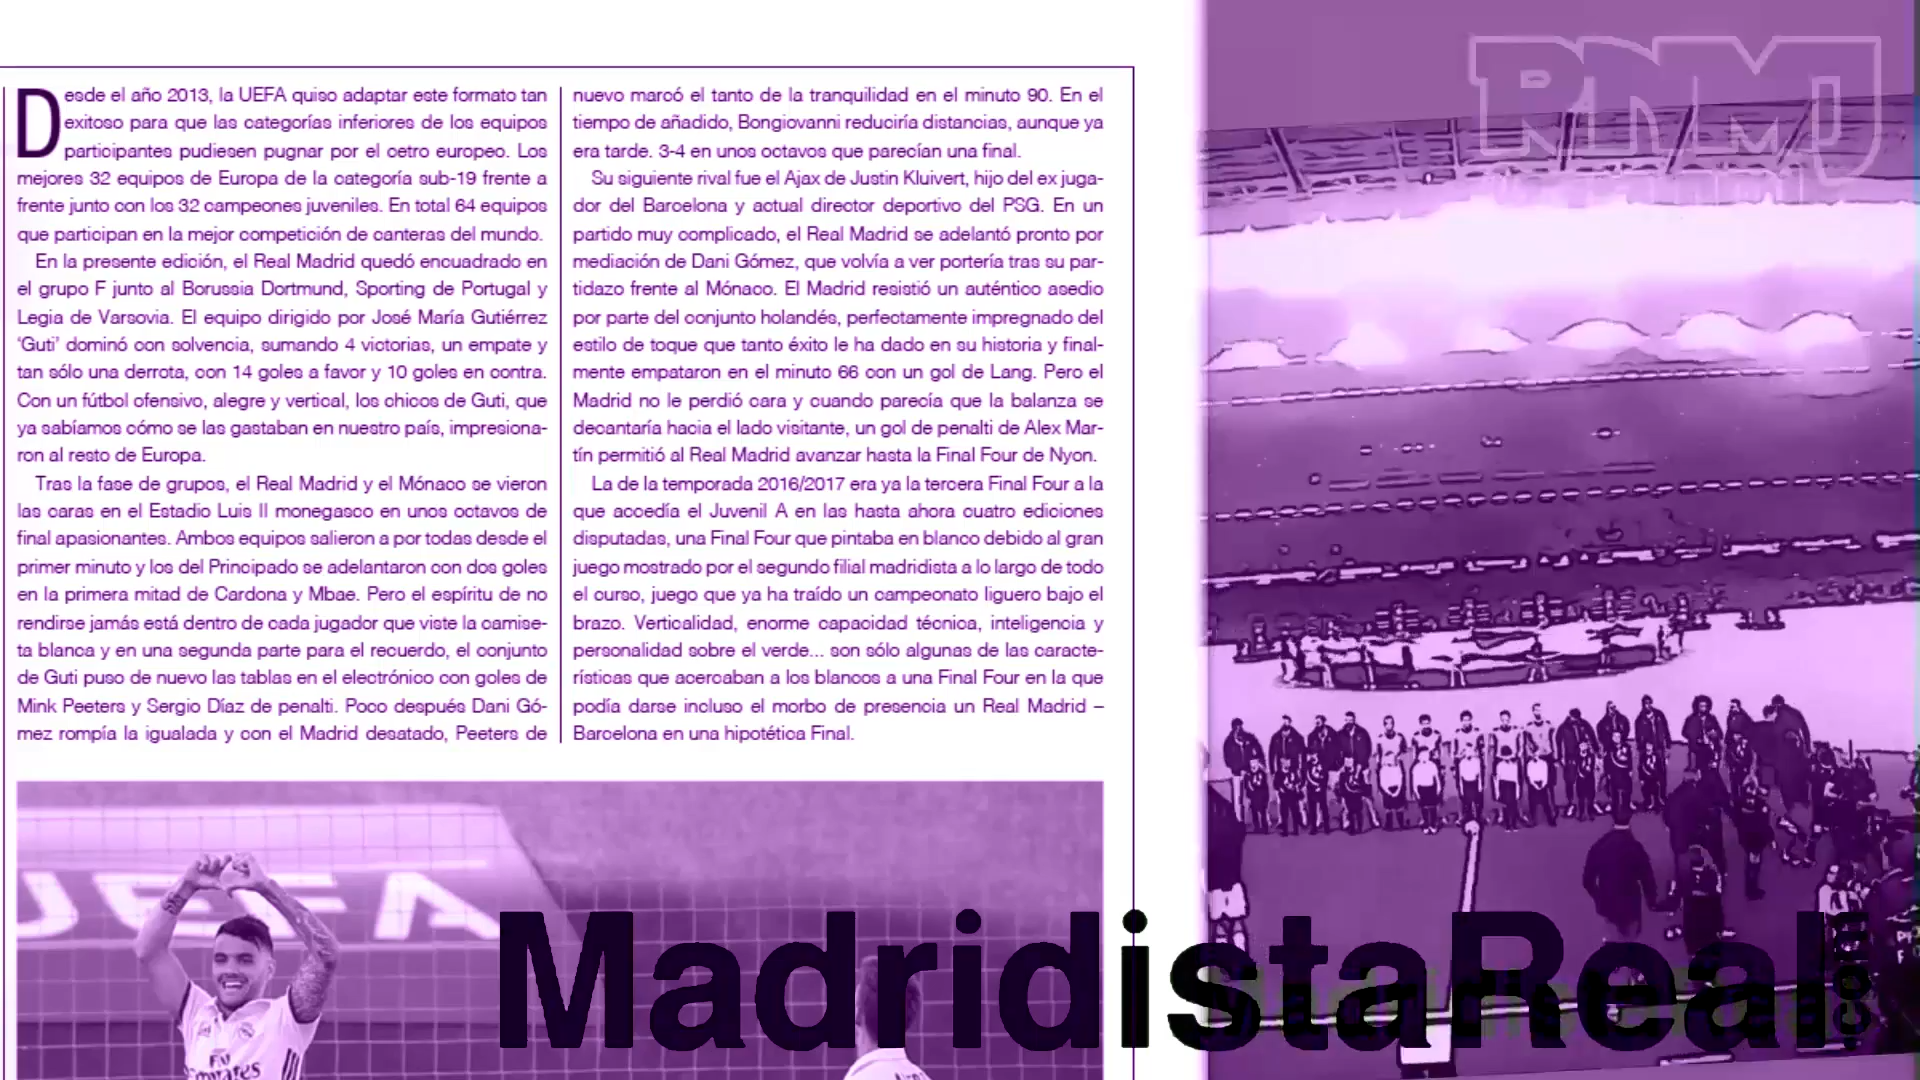 Desde el año 2013, la UEFA quiso adaptar este formato tan
exitoso para que las categorías inferiores de los equipos
participantes pudiesen pugnar por el cetro europeo. Los
mejores 32 equipos de Europa de la categoría sub-19 frente a
frente junto con los 32 campeones juveniles. En total 64 equipos
que participan en la mejor competición de canteras del mundo.
En la presente edición, el Real Madrid quedó encuadrado en
el grupo F junto al Borussia Dortmund, Sporting de Portugal y
Legia de Varsovia. El equipo dirigido por José María Gutiérrez
‘Guti’ dominó con solvencia, sumando 4 victorias, un empate y
tan sólo una derrota, con 14 goles a favor y 10 goles en contra.
Con un fútbol ofensivo, alegre y vertical, los chicos de Guti, que
ya sabíamos cómo se las gastaban en nuestro país, impresiona-
ron al resto de Europa.
Tras la fase de grupos, el Real Madrid y el Mónaco se vieron
las caras en el Estadio Luis II monegasco en unos octavos de
final apasionantes. Ambos equipos salieron a por todas desde el
primer minuto y los del Principado se adelantaron con dos goles
en la primera mitad de Cardona y Mbae. Pero el espíritu de no
rendirse jamás está dentro de cada jugador que viste la camise-
ta blanca y en una segunda parte para el recuerdo, el conjunto
de Guti puso de nuevo las tablas en el electrónico con goles de
Mink Peeters y Sergio Díaz de penalti. Poco después Dani Gó-
mez rompía la igualada y con el Madrid desatado, Peeters de
nuevo marcó el tanto de la tranquilidad en el minuto 90. En el
tiempo de añadido, Bongiovanni reduciría distancias, aunque ya
era tarde. 3-4 en unos octavos que parecían una final.
Su siguiente rival fue el Ajax de Justin Kluivert, hijo del ex juga-
dor del Barcelona y actual director deportivo del PSG. En un
partido muy complicado, el Real Madrid se adelantó pronto por
mediación de Dani Gómez, que volvía a ver portería tras su par-
tidazo frente al Mónaco. El Madrid resistió un auténtico asedio
por parte del conjunto holandés, perfectamente impregnado del
estilo de toque que tanto éxito le ha dado en su historia y final-
mente empataron en el minuto 66 con un gol de Lang. Pero el
Madrid no le perdió cara y cuando parecía que la balanza se
decantaría hacia el lado visitante, un gol de penalti de Alex Mar-
tín permitió al Real Madrid avanzar hasta la Final Four de Nyon.
La de la temporada 2016/2017 era ya la tercera Final Four a la
que accedía el Juvenil A en las hasta ahora cuatro ediciones
disputadas, una Final Four que pintaba en blanco debido al gran
juego mostrado por el segundo filial madridista a lo largo de todo
el curso, juego que ya ha traído un campeonato liguero bajo el
brazo. Verticalidad, enorme capacidad técnica, inteligencia y
personalidad sobre el verde... son sólo algunas de las caracte-
rísticas que acercaban a los blancos a una Final Four en la que
podía darse incluso el morbo de presencia un Real Madrid –
Barcelona en una hipotética Final.
RNMJ
UEFA
Fly
Emirates
MadridistaReal
.com